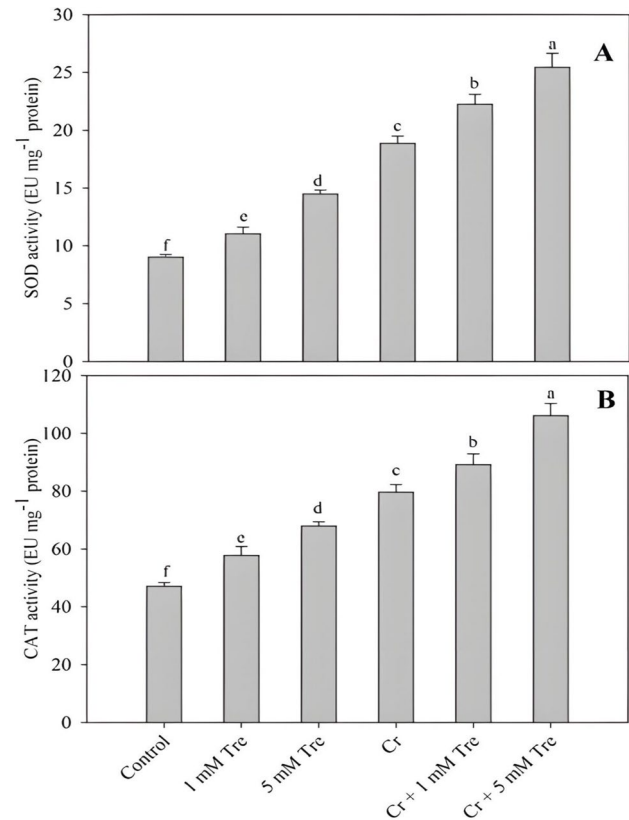 30
25
20
15
10
5
0
SOD activity (EU mg⁻¹ protein)
A
f
e
d
c
b
a
120
100
80
60
40
20
0
CAT activity (EU mg⁻¹ protein)
B
f
e
d
c
b
a
Control
1 mM Tre
5 mM Tre
Cr
Cr + 1 mM Tre
Cr + 5 mM Tre